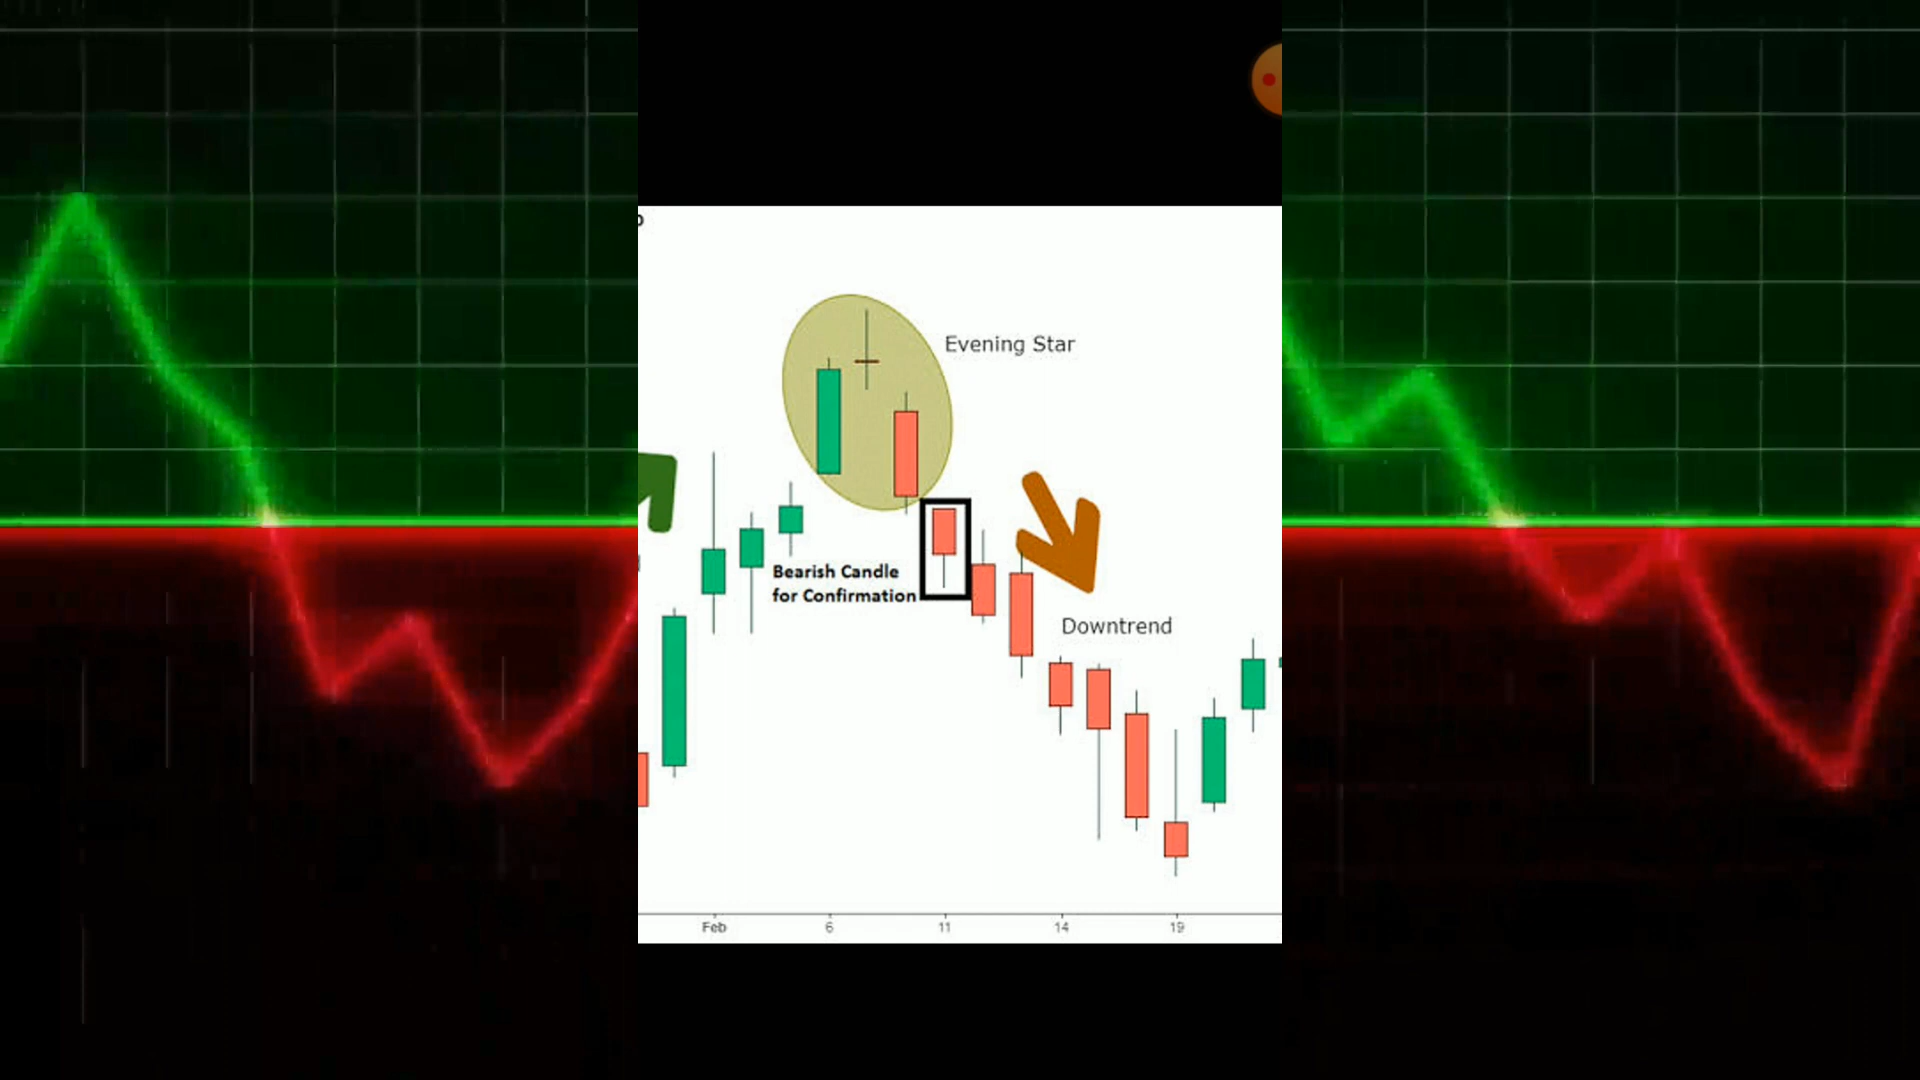 Evening Star
Bearish Candle
for Confirmation
Downtrend
Feb 6 11 14 19